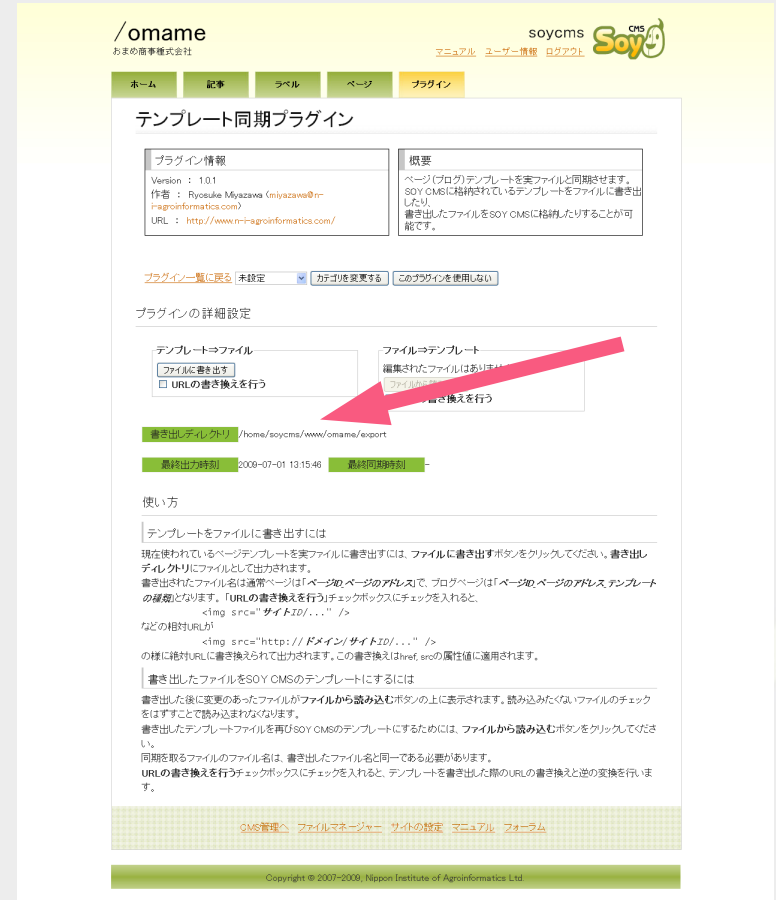 /omame
おまめ商事種式会社
soycms
マニュアル ユーザー情報 ログアウト
CMS
Soy
ホーム 記事 ラベル ページ プラグイン
テンプレート同期プラグイン
プラグイン情報
Version ： 1.0.1
作者 ： Ryosuke Miyazawa (miyazawa@n-
i-agroinformatics.com)
URL ： http://www.n-i-agroinformatics.com/
概要
ページ(ブログ)テンプレートを実ファイルと同期させます。
SOY CMSに格納されているテンプレートをファイルに書き出
したり、
書き出したファイルをSOY CMSに格納したりすることが可
能です。
プラグイン一覧に戻る 未設定 カテゴリを変更する このプラグインを使用しない
プラグインの詳細設定
テンプレート⇒ファイル
ファイルに書き出す
URLの書き換えを行う
ファイル⇒テンプレート
編集されたファイルはありま
ファイルから
書き換えを行う
書き出しディレクトリ /home/soycms/www/omame/export
最終出力時刻 2009-07-01 13:15:46 最終同期時刻 -
使い方
テンプレートをファイルに書き出すには
現在使われているページテンプレートを実ファイルに書き出すには、ファイルに書き出すボタンをクリックしてください。書き出し
ディレクトリにファイルとして出力されます。
書き出されたファイル名は通常ページは「ページID_ページのアドレス」で、ブログページは「ページID_ページのアドレス_テンプレート
の種類」となります。「URLの書き換えを行う」チェックボックスにチェックを入れると、
<img src="サイトID/..." />
などの相対URLが
<img src="http://ドメイン/サイトID/..." />
の様に絶対URLに書き換えられて出力されます。この書き換えはhref, srcの属性値に適用されます。
書き出したファイルをSOY CMSのテンプレートにするには
書き出した後に変更のあったファイルがファイルから読み込むボタンの上に表示されます。読み込みたくないファイルのチェック
をはずすことで読み込まれなくなります。
書き出したテンプレートファイルを再びSOY CMSのテンプレートにするためには、ファイルから読み込むボタンをクリックしてくださ
い。
同期を取るファイルのファイル名は、書き出したファイル名と同一である必要があります。
URLの書き換えを行うチェックボックスにチェックを入れると、テンプレートを書き出した際のURLの書き換えと逆の変換を行いま
す。
CMS管理へ ファイルマネージャー サイトの設定 マニュアル フォーラム
Copyright © 2007-2009, Nippon Institute of Agroinformatics Ltd.